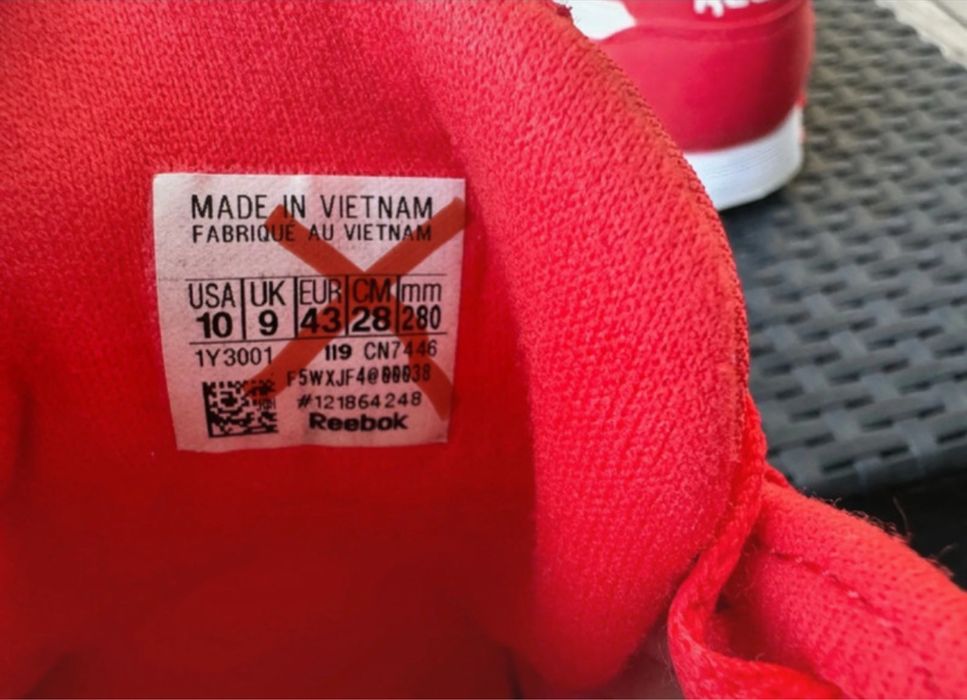 MADE IN VIETNAM
FABRIQUÉ AU VIETNAM
USA UK EUR CM mm
10 9 43 28 280
1Y3001 119 CN7446
F5WXJF4@00038
#121864248
Reebok